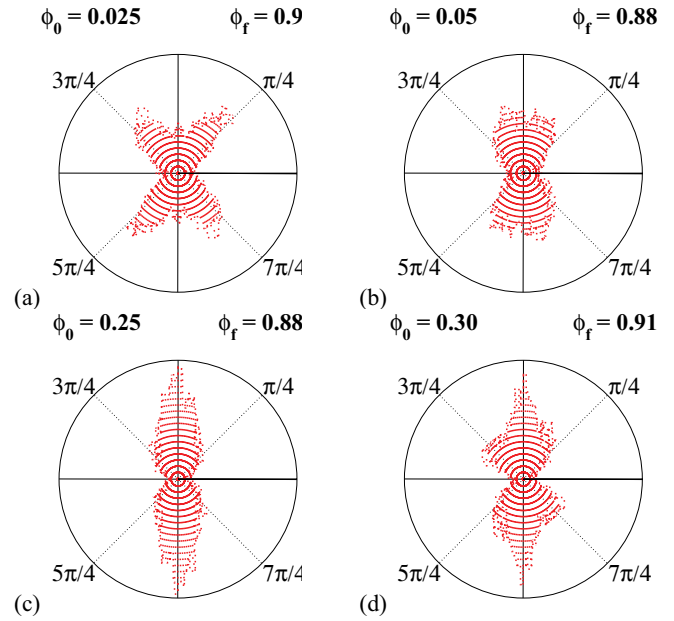 ϕ₀ = 0.025 ϕf = 0.9 ϕ₀ = 0.05 ϕf = 0.88
3π/4 π/4 3π/4 π/4
5π/4 7π/4 5π/4 7π/4
(a) (b)
ϕ₀ = 0.25 ϕf = 0.88 ϕ₀ = 0.30 ϕf = 0.91
3π/4 π/4 3π/4 π/4
5π/4 7π/4 5π/4 7π/4
(c) (d)